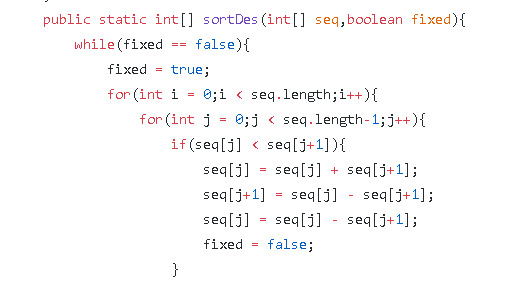 public static int[] sortDes(int[] seq,boolean fixed){
while(fixed == false){
fixed = true;
for(int i = 0;i < seq.length;i++){
for(int j = 0;j < seq.length-1;j++){
if(seq[j] < seq[j+1]){
seq[j] = seq[j] + seq[j+1];
seq[j+1] = seq[j] - seq[j+1];
seq[j] = seq[j] - seq[j+1];
fixed = false;
}